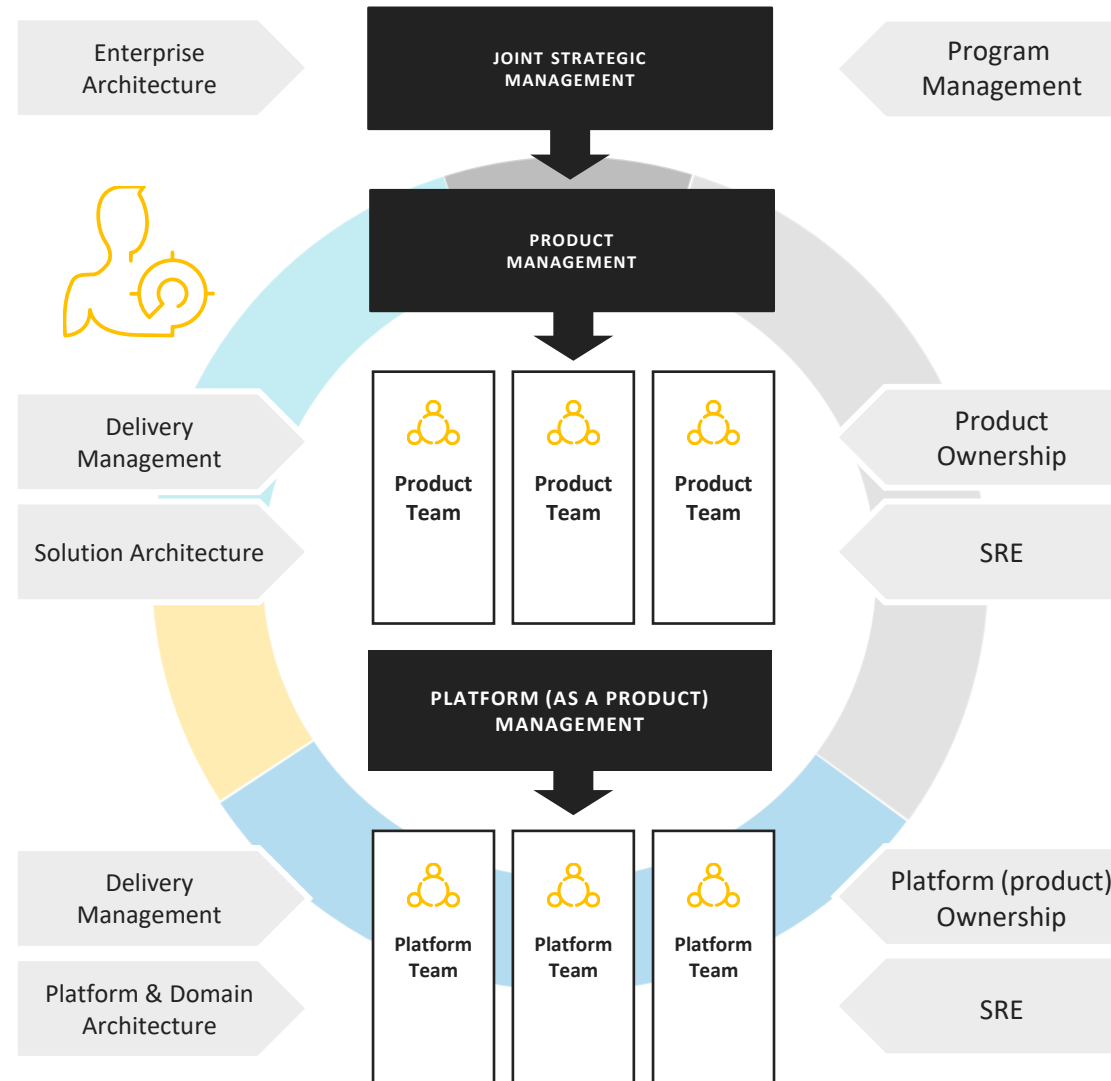 Enterprise
Architecture
JOINT STRATEGIC
MANAGEMENT
Program
Management
PRODUCT
MANAGEMENT
Delivery
Management
Product
Team
Product
Team
Product
Team
Product
Ownership
Solution Architecture
SRE
PLATFORM (AS A PRODUCT)
MANAGEMENT
Delivery
Management
Platform
Team
Platform
Team
Platform
Team
Platform (product)
Ownership
Platform & Domain
Architecture
SRE